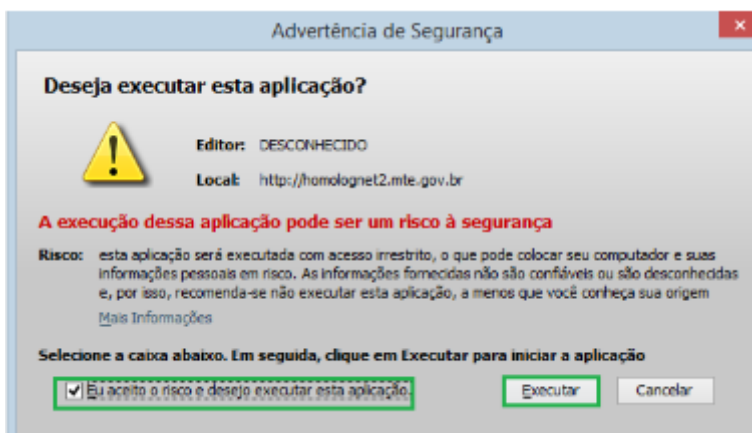 Advertência de Segurança
Deseja executar esta aplicação?
Editor: DESCONHECIDO
Local: http://homolognet2.mte.gov.br
A execução dessa aplicação pode ser um risco à segurança
Risco: esta aplicação será executada com acesso irrestrito, o que pode colocar seu computador e suas
informações pessoais em risco. As informações fornecidas não são confiáveis ou são desconhecidas
e, por isso, recomenda-se não executar esta aplicação, a menos que você conheça sua origem
Mais Informações
Selecione a caixa abaixo. Em seguida, clique em Executar para iniciar a aplicação
Eu aceito o risco e desejo executar esta aplicação. Executar Cancelar